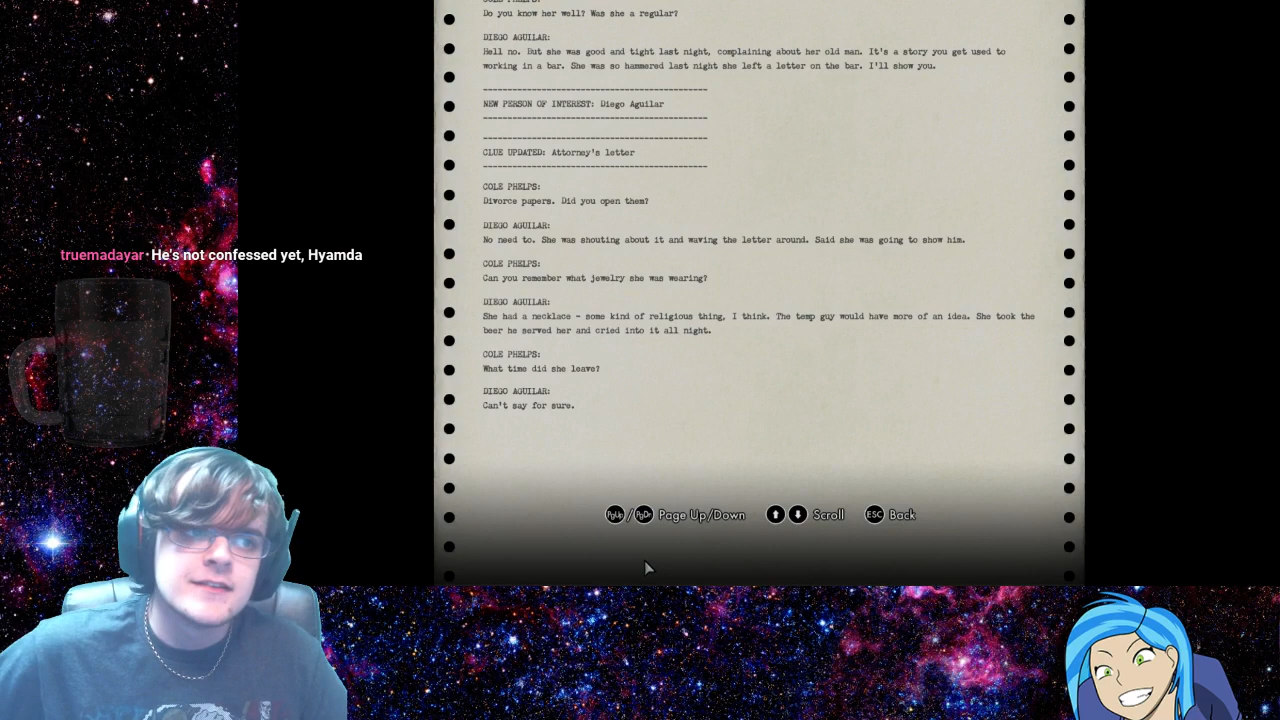 COLE PHELPS:
Do you know her well? Was she a regular?
DIEGO AGUILAR:
Hell no. But she was good and tight last night, complaining about her old man. It's a story you get used to
working in a bar. She was so hammered last night she left a letter on the bar. I'll show you.
----------------------------------------------
NEW PERSON OF INTEREST: Diego Aguilar
----------------------------------------------
----------------------------------------------
CLUE UPDATED: Attorney's letter
----------------------------------------------
COLE PHELPS:
Divorce papers. Did you open them?
DIEGO AGUILAR:
No need to. She was shouting about it and waving the letter around. Said she was going to show him.
truemadayar· He's not confessed yet, Hyamda
COLE PHELPS:
Can you remember what jewelry she was wearing?
DIEGO AGUILAR:
She had a necklace - some kind of religious thing, I think. The temp guy would have more of an idea. She took the
beer he served her and cried into it all night.
COLE PHELPS:
What time did she leave?
DIEGO AGUILAR:
Can't say for sure.
PgUp / PgDn Page Up/Down Scroll ESC Back